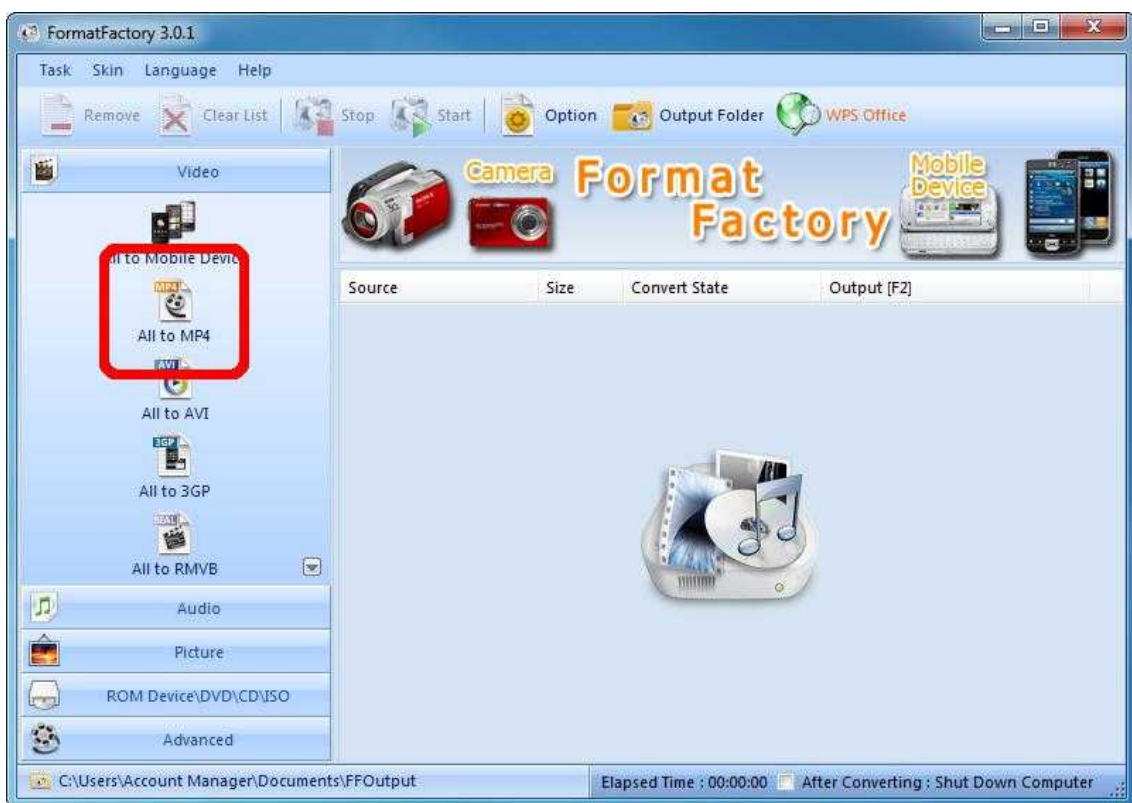 FormatFactory 3.0.1
Task Skin Language Help
Remove Clear List Stop Start Option Output Folder WPS Office
Video
All to Mobile Devic
MP4
All to MP4
AVI
All to AVI
3GP
All to 3GP
REAL
All to RMVB
Audio
Picture
ROM Device\DVD\CD\ISO
Advanced
Camera
Format
Factory
Mobile
Device
Source Size Convert State Output [F2]
C:\Users\Account Manager\Documents\FFOutput
Elapsed Time : 00:00:00 After Converting : Shut Down Computer